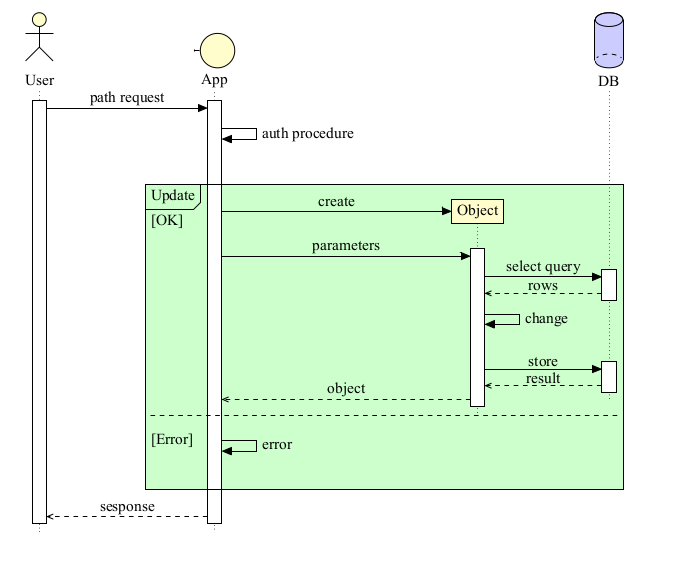 User
App
DB
path request
auth procedure
Update
[OK]
create
Object
parameters
select query
rows
change
store
result
object
[Error]
error
sesponse